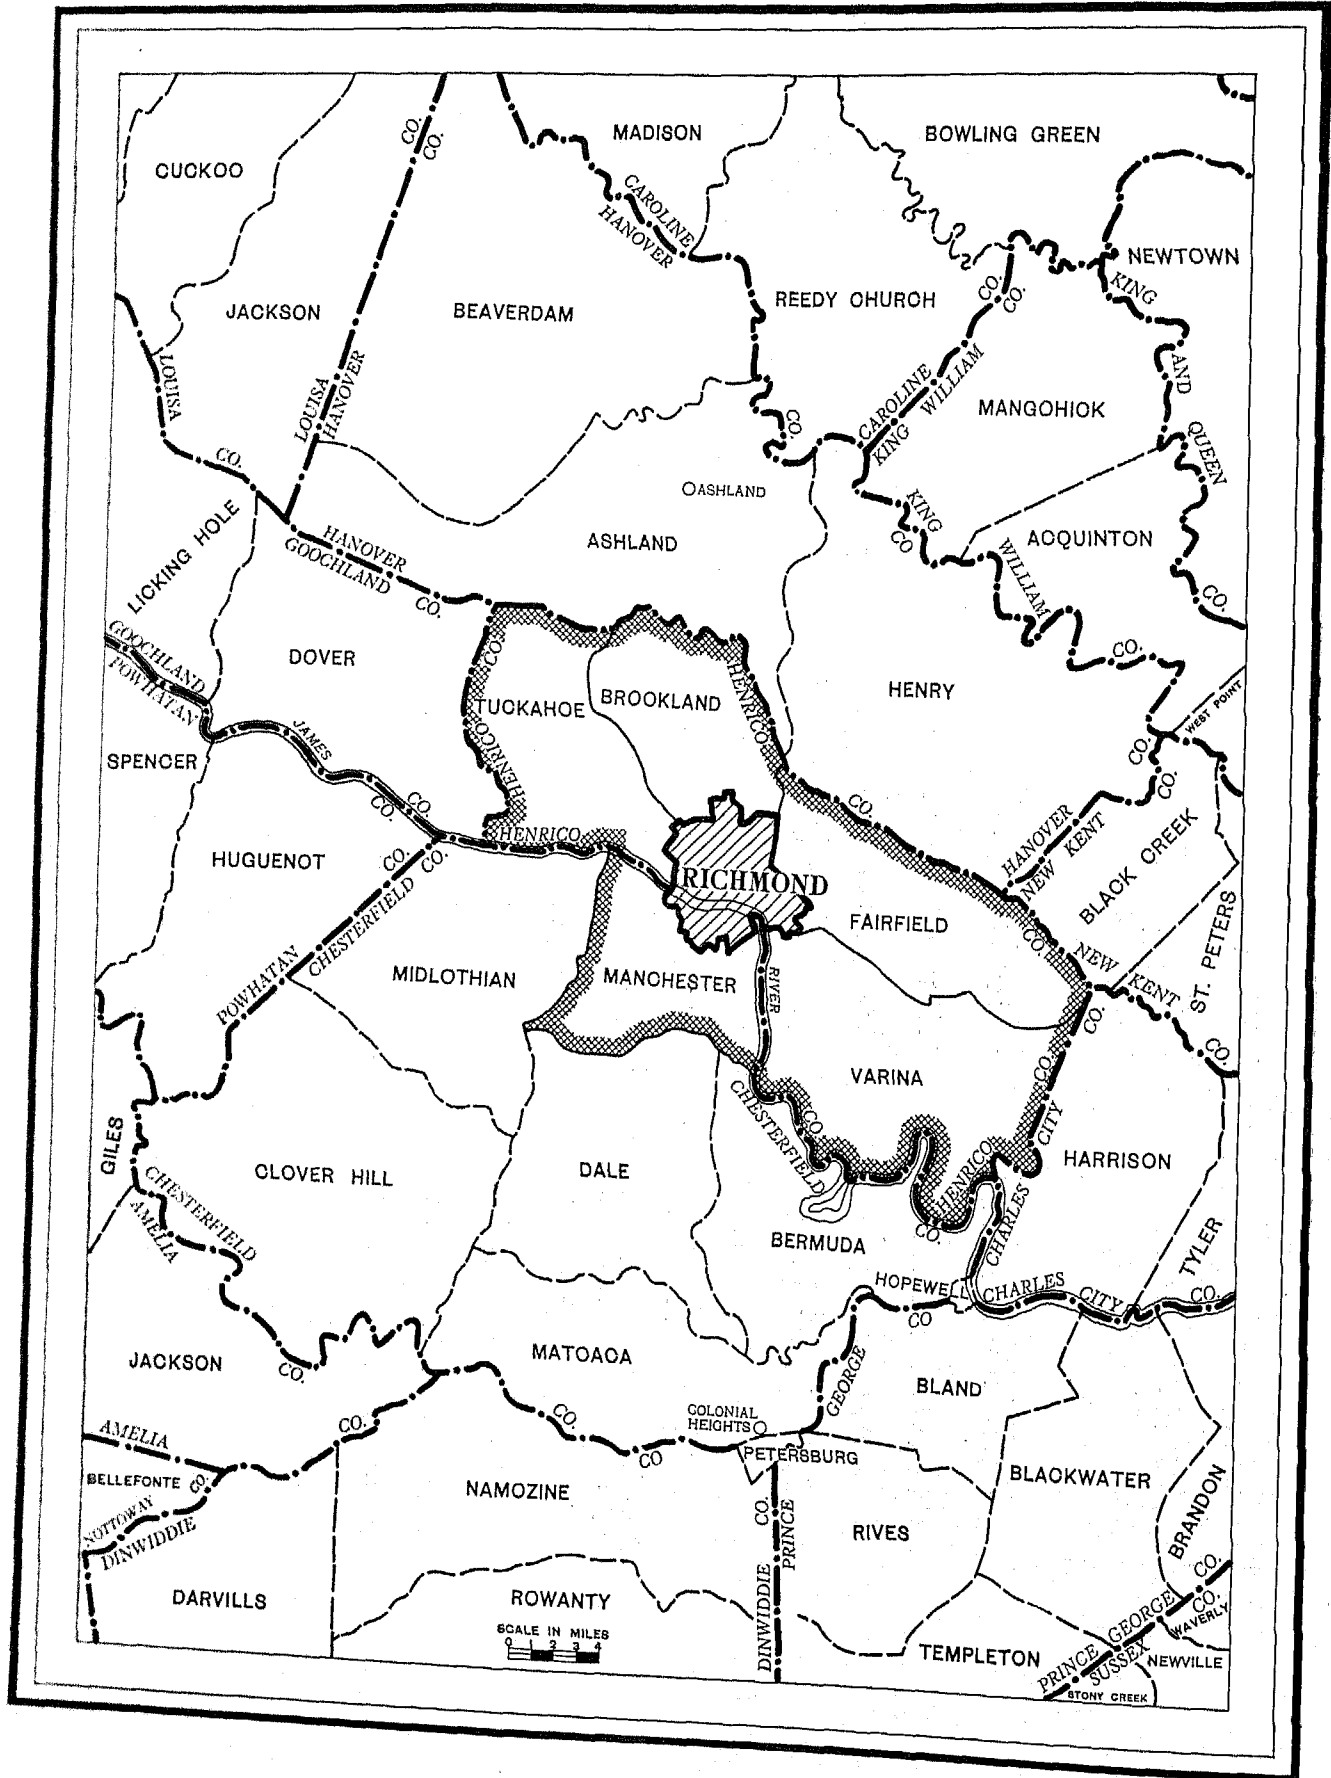 MADISON
BOWLING GREEN
CO.
CO.
CUCKOO
CAROLINE
HANOVER
NEWTOWN
KING
JACKSON
BEAVERDAM
REEDY CHURCH
CO.
CO.
LOUISA
LOUISA
HANOVER
CAROLINE
WILLIAM
KING
AND
MANGOHICK
CO.
QUEEN
CO.
ASHLAND
KING
CO
LICKING HOLE
HANOVER
GOOCHLAND
CO.
ASHLAND
WILLIAM
ACQUINTON
CO.
GOOCHLAND
POWHATAN
DOVER
CO.
CO.
HENRICO
TUCKAHOE
BROOKLAND
HENRICO
HENRY
WEST POINT
SPENCER
JAMES
CO.
CO.
HENRICO
HENRICO
CO.
CO.
CO.
HUGUENOT
CO.
CO.
POWHATAN
CHESTERFIELD
RICHMOND
HANOVER
NEW KENT
BLACK CREEK
FAIRFIELD
CO.
ST. PETERS
MIDLOTHIAN
MANCHESTER
RIVER
NEW KENT
CO.
CO.
VARINA
CO.
CITY
CHESTERFIELD
CO.
GILES
CLOVER HILL
DALE
HENRICO
HARRISON
CHESTERFIELD
AMELIA
BERMUDA
CO.
CHARLES
TYLER
HOPEWELL
CO
CHARLES CITY CO.
JACKSON
CO.
MATOACA
GEORGE
BLAND
AMELIA
CO.
CO.
CO
COLONIAL
HEIGHTS
PETERSBURG
BELLEFONTE
CO.
NOTTOWAY
DINWIDDIE
NAMOZINE
CO.
PRINCE
DINWIDDIE
RIVES
BLACKWATER
BRANDON
DARVILLS
ROWANTY
SCALE IN MILES
0 1 2 3 4
TEMPLETON
PRINCE GEORGE CO.
SUSSEX CO.
WAVERLY
NEWVILLE
STONY CREEK